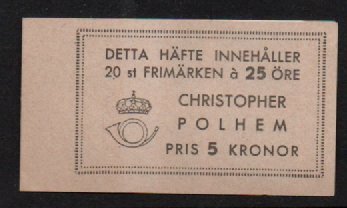 DETTA HÄFTE INNEHÅLLER
20 st FRIMÄRKEN à 25 ÖRE
CHRISTOPHER
POLHEM
PRIS 5 KRONOR